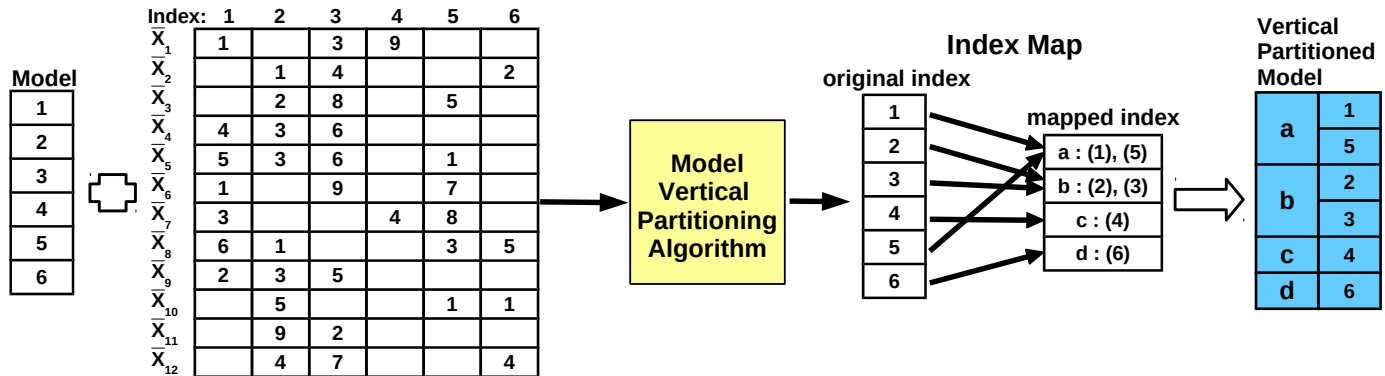 Model
1
2
3
4
5
6
Index: 1 2 3 4 5 6
X̅1 1 3 9
X̅2 1 4 2
X̅3 2 8 5
X̅4 4 3 6
X̅5 5 3 6 1
X̅6 1 9 7
X̅7 3 4 8
X̅8 6 1 3 5
X̅9 2 3 5
X̅10 5 1 1
X̅11 9 2
X̅12 4 7 4
Model
Vertical
Partitioning
Algorithm
Index Map
original index
1
2
3
4
5
6
mapped index
a : (1), (5)
b : (2), (3)
c : (4)
d : (6)
Vertical
Partitioned
Model
a 1
5
b 2
3
c 4
d 6